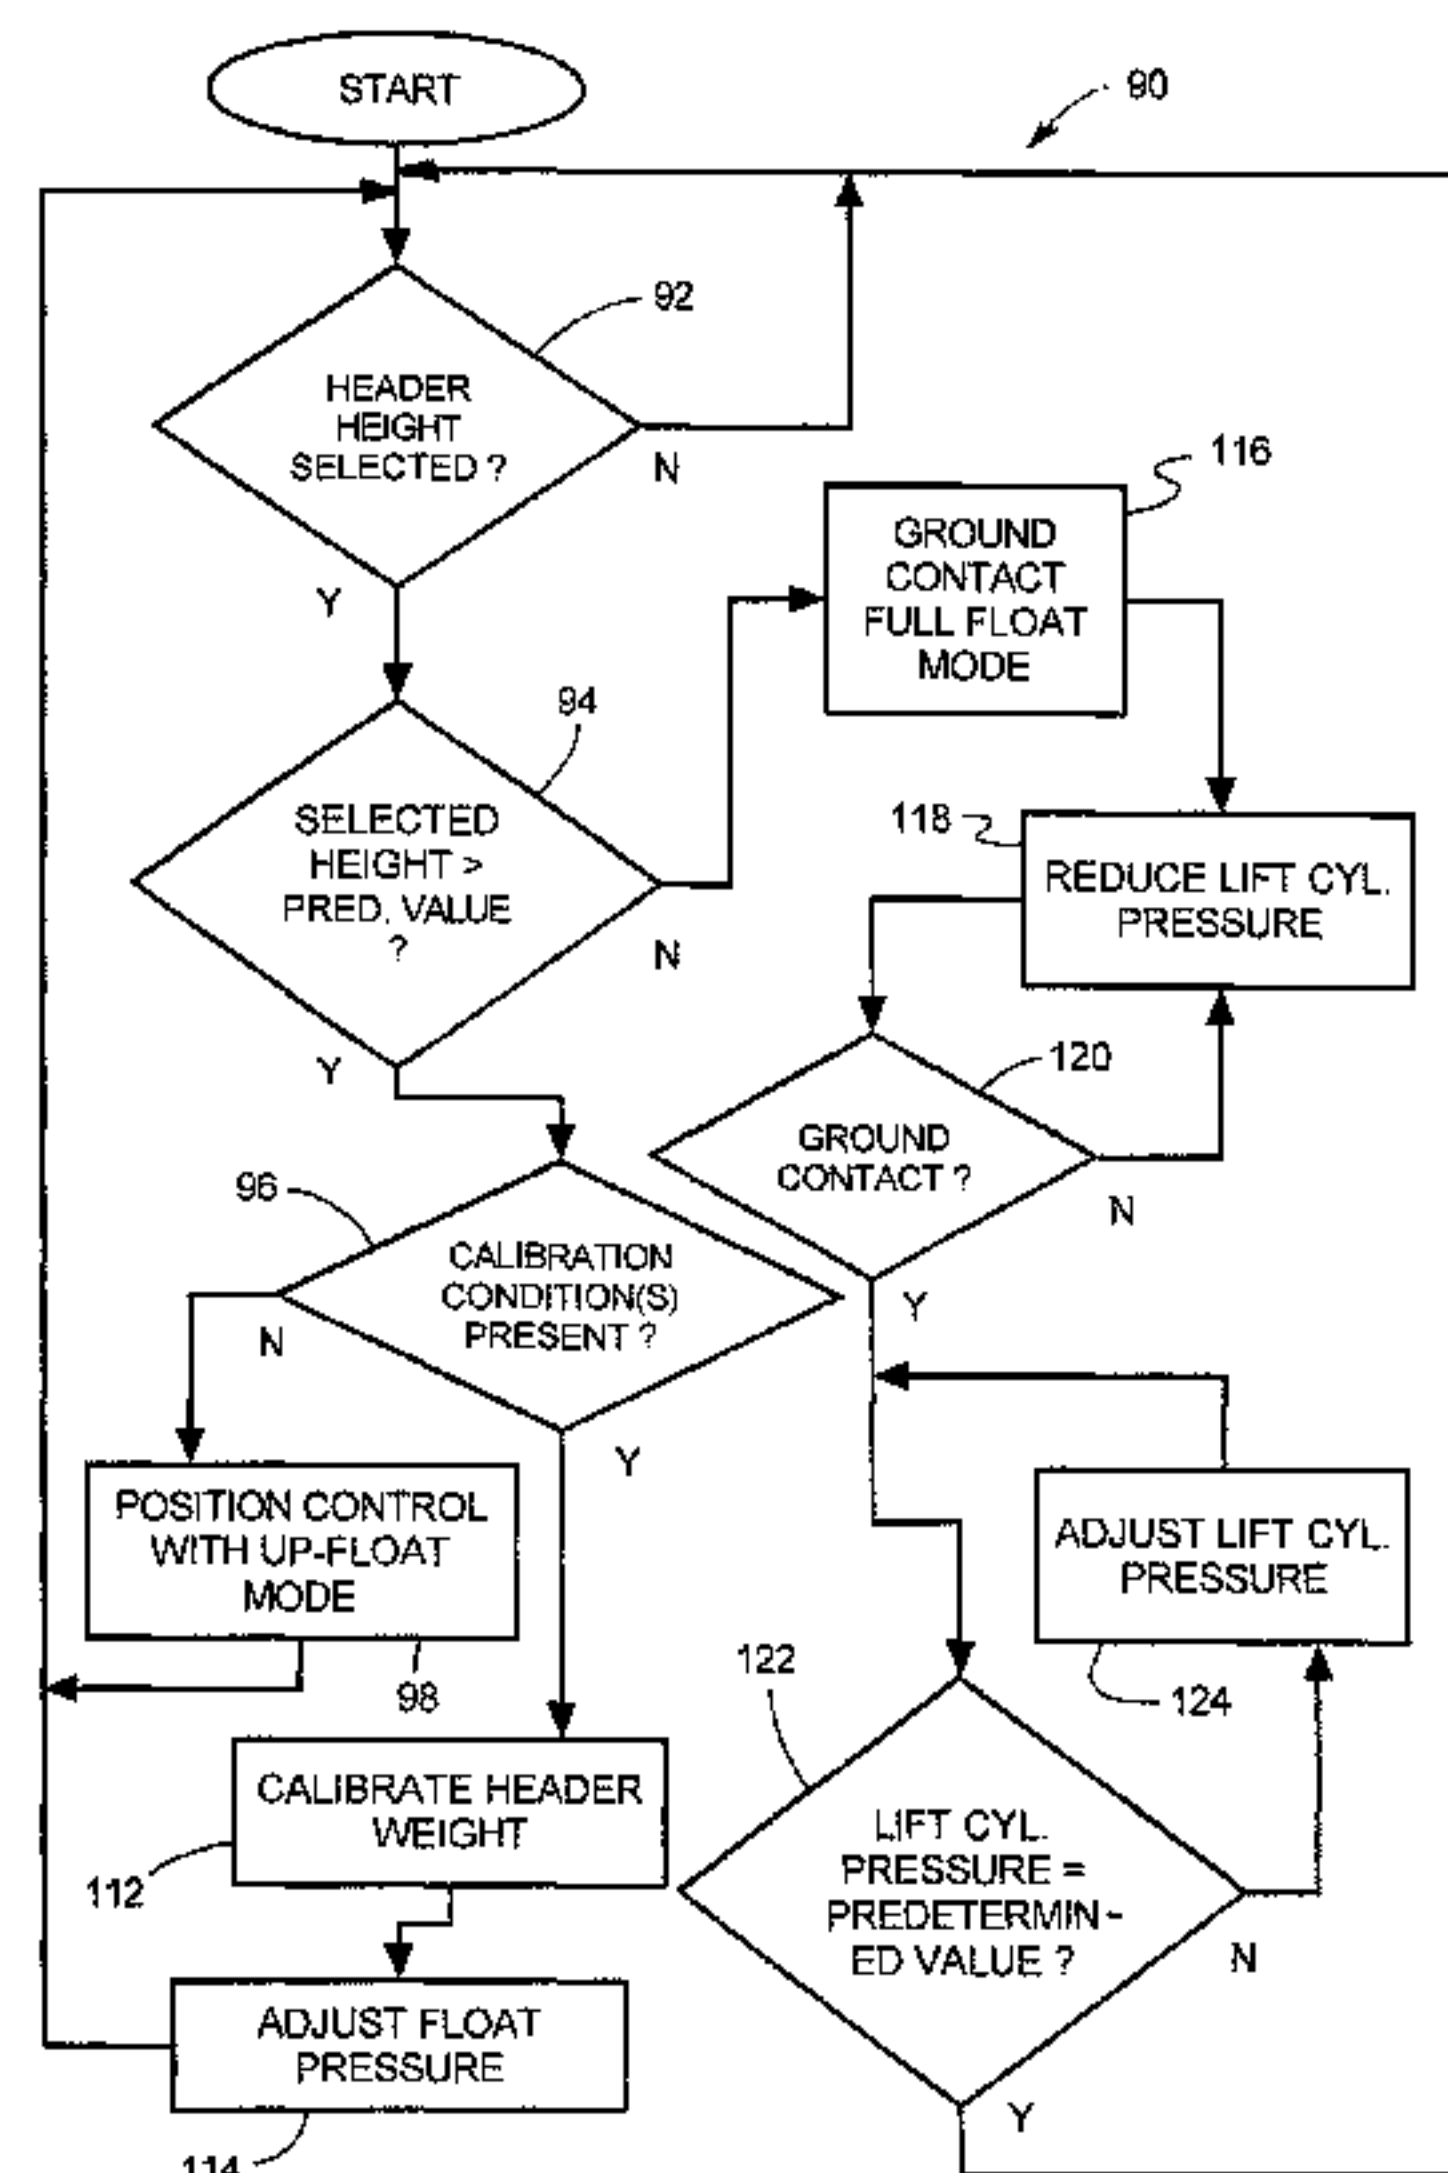 START
90
92
HEADER
HEIGHT
SELECTED ?
N
Y
116
GROUND
CONTACT
FULL FLOAT
MODE
94
SELECTED
HEIGHT >
PRED. VALUE
?
N
Y
118
REDUCE LIFT CYL.
PRESSURE
120
GROUND
CONTACT ?
N
Y
96
CALIBRATION
CONDITION(S)
PRESENT ?
N
Y
POSITION CONTROL
WITH UP-FLOAT
MODE
98
ADJUST LIFT CYL.
PRESSURE
124
122
LIFT CYL.
PRESSURE =
PREDETERMIN-
ED VALUE ?
N
Y
CALIBRATE HEADER
WEIGHT
112
ADJUST FLOAT
PRESSURE
114